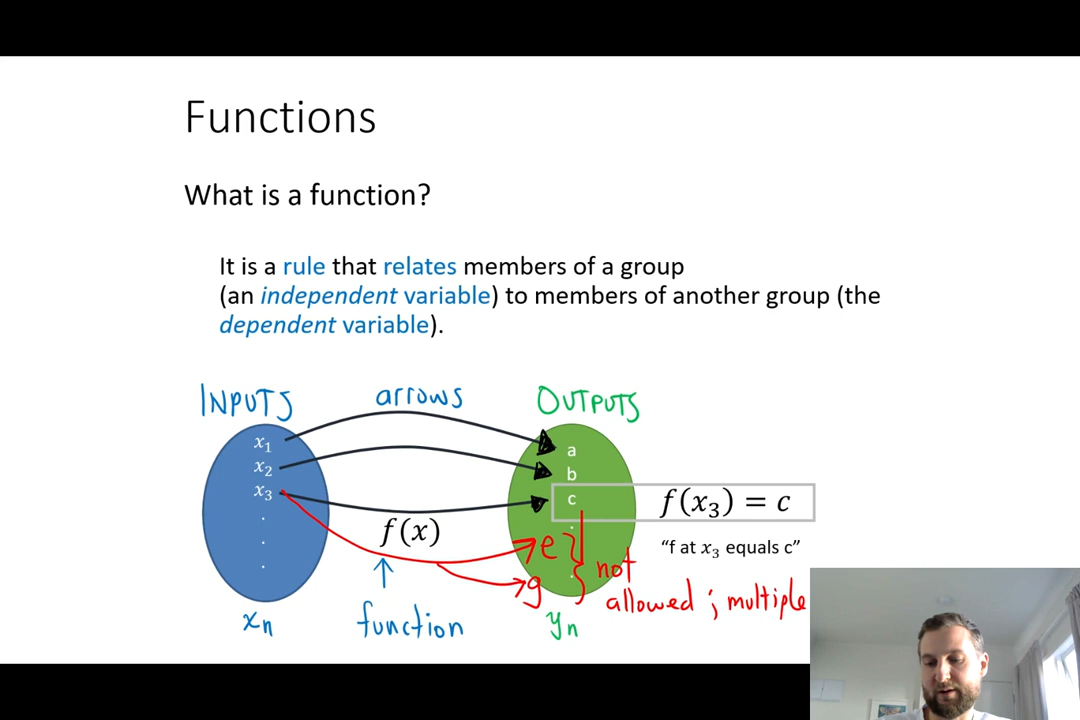 Functions
What is a function?
It is a rule that relates members of a group
(an independent variable) to members of another group (the
dependent variable).
INPUTS arrows OUTPUTS
x₁ a
x₂ b
x₃ c f(x₃) = c
f(x) e "f at x₃ equals c"
g not
allowed ; multiple
xₙ function yₙ